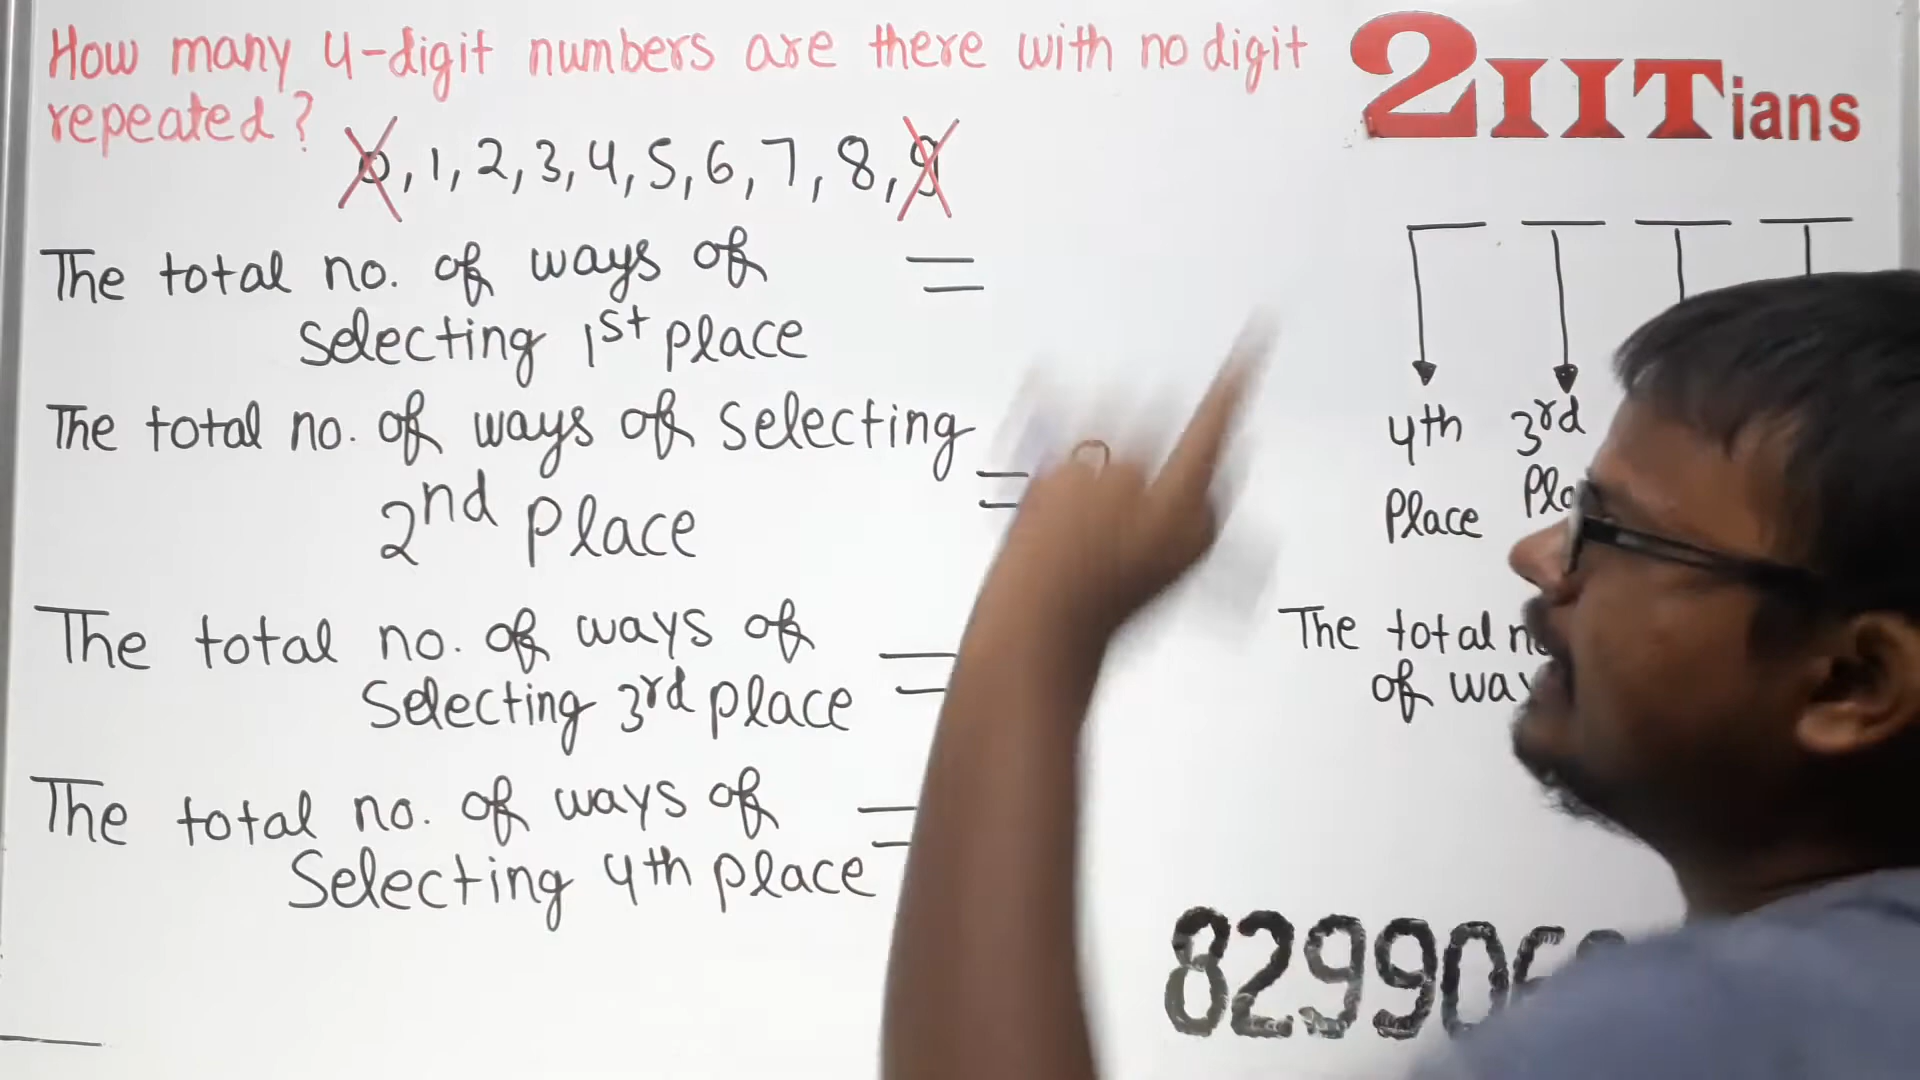 How many 4-digit numbers are there with no digit
repeated?
0, 1, 2, 3, 4, 5, 6, 7, 8, 9
The total no. of ways of =
selecting 1st place
The total no. of ways of selecting
=
2nd place
The total no. of ways of =
Selecting 3rd place
The total no. of ways of =
Selecting 4th place
2IITians
4th 3rd
Place
The total
of
82990